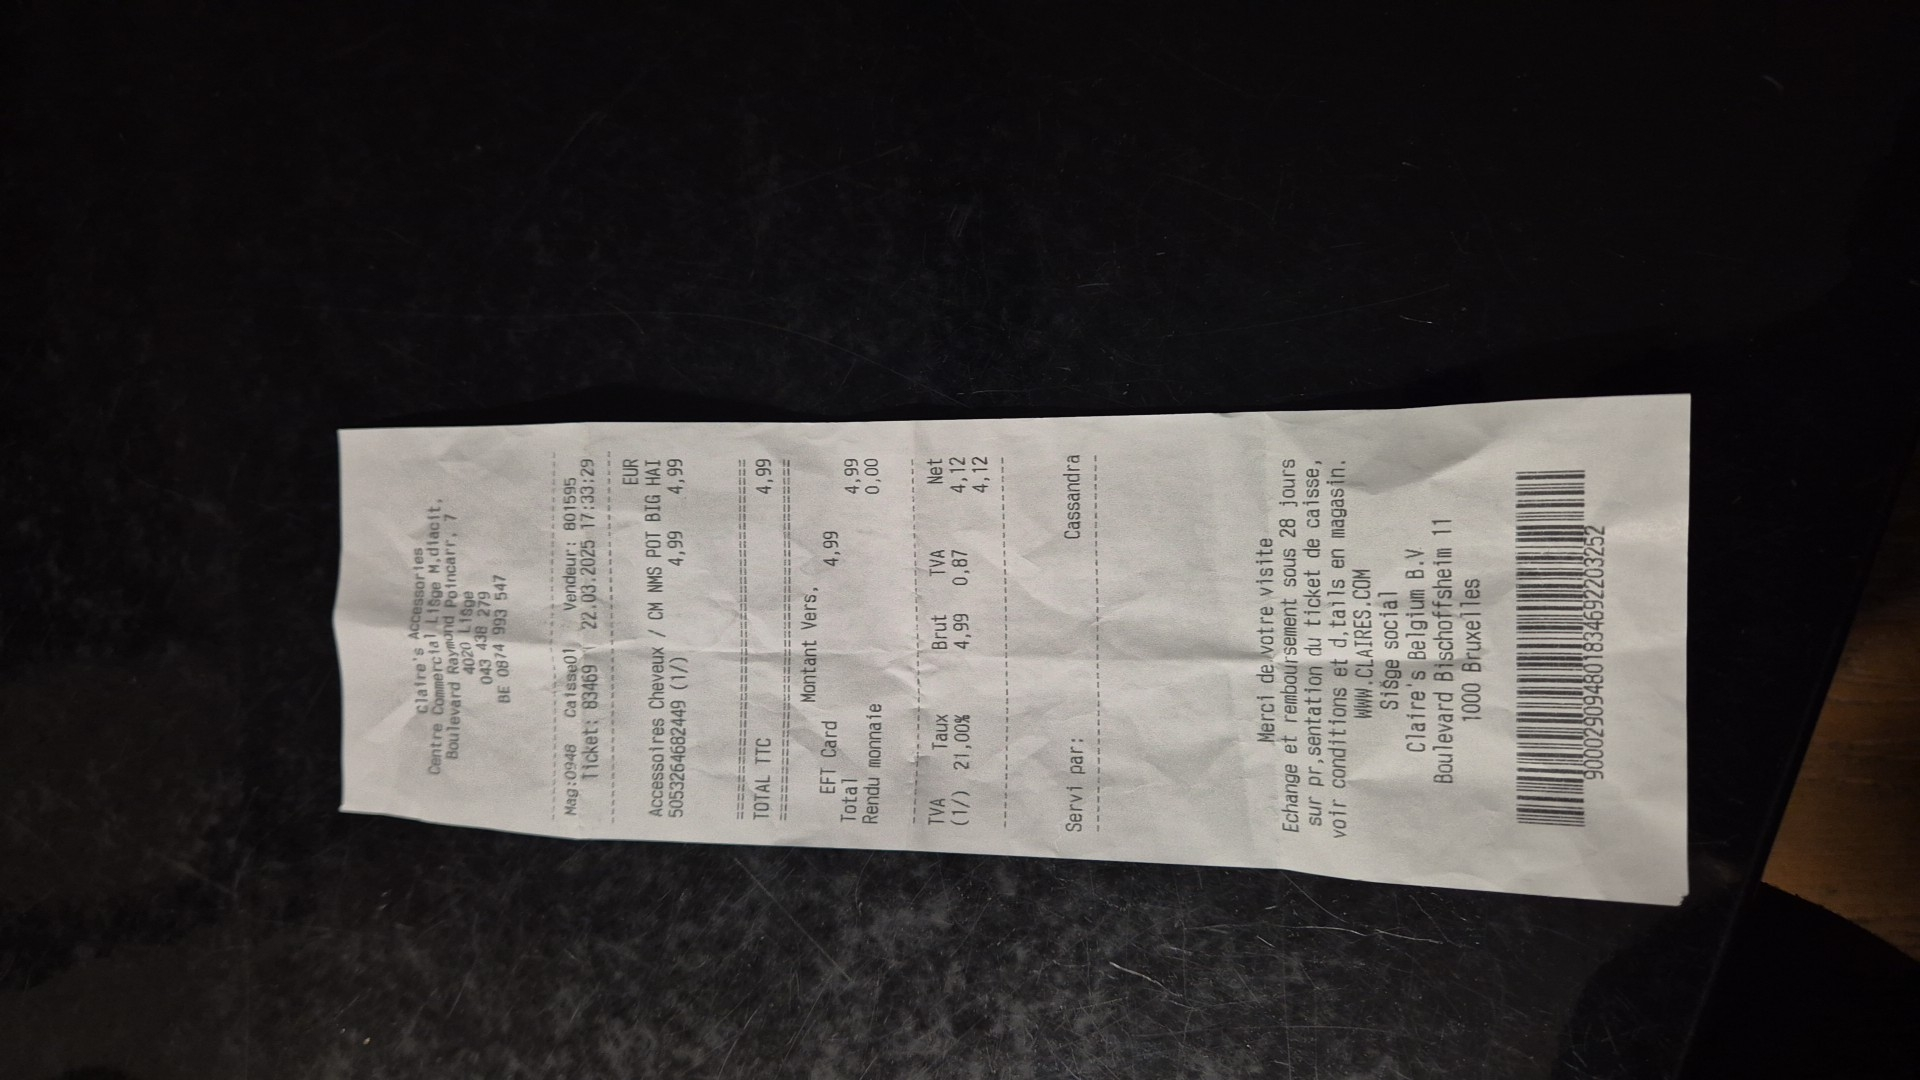 Claire's Accessories
Centre Commercial LiŠge M‚diacit‚
Boulevard Raymond Poincarr‚ 7
4020 LiŠge
043 438 279
BE 0874 993 547
Mag:0948 Caisse01 Vendeur: 801595
Ticket: 83469 22.03.2025 17:33:29
EUR
Accessoires Cheveux / CM NMS POT BIG HAI
5053264682449 (1/) 4,99 4,99
TOTAL TTC 4,99
Montant Vers‚
EFT Card 4,99
Total 4,99
Rendu monnaie 0,00
TVA Taux Brut TVA Net
(1/) 21,00% 4,99 0,87 4,12
4,12
Servi par: Cassandra
Merci de votre visite
Echange et remboursement sous 28 jours
sur pr‚sentation du ticket de caisse,
voir conditions et d‚tails en magasin.
WWW.CLAIRES.COM
SiŠge social
Claire's Belgium B.V.
Boulevard Bischoffsheim 11
1000 Bruxelles
9000290948018346922203252